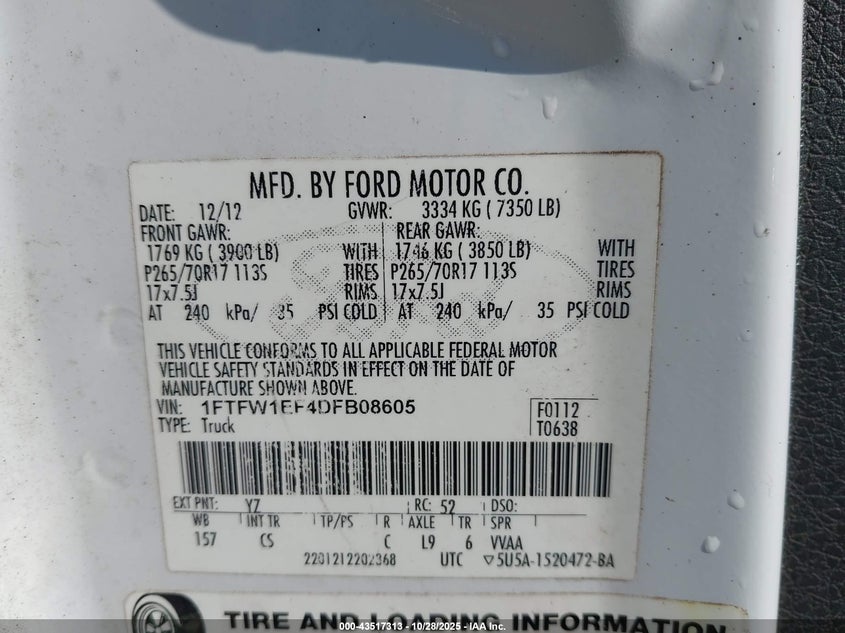 MFD. BY FORD MOTOR CO.
DATE: 12/12 GVWR: 3334 KG ( 7350 LB)
FRONT GAWR: REAR GAWR:
1769 KG ( 3900 LB) WITH 1746 KG ( 3850 LB) WITH
P265/70R17 113S TIRES P265/70R17 113S TIRES
17x7.5J RIMS 17x7.5J RIMS
AT 240 kPa/ 35 PSI COLD AT 240 kPa/ 35 PSI COLD
THIS VEHICLE CONFORMS TO ALL APPLICABLE FEDERAL MOTOR
VEHICLE SAFETY STANDARDS IN EFFECT ON THE DATE OF
MANUFACTURE SHOWN ABOVE.
VIN: 1FTFW1EF4DFB08605 F0112
TYPE: Truck T0638
EXT PNT: YZ RC: 52 DSO:
WB INT TR TP/PS R AXLE TR SPR
157 CS C L9 6 VVAA
2201212202368 UTC ▽5U5A-1520472-BA
TIRE AND LOADING INFORMATION
000-43517313 - 10/28/2025 - IAA Inc.